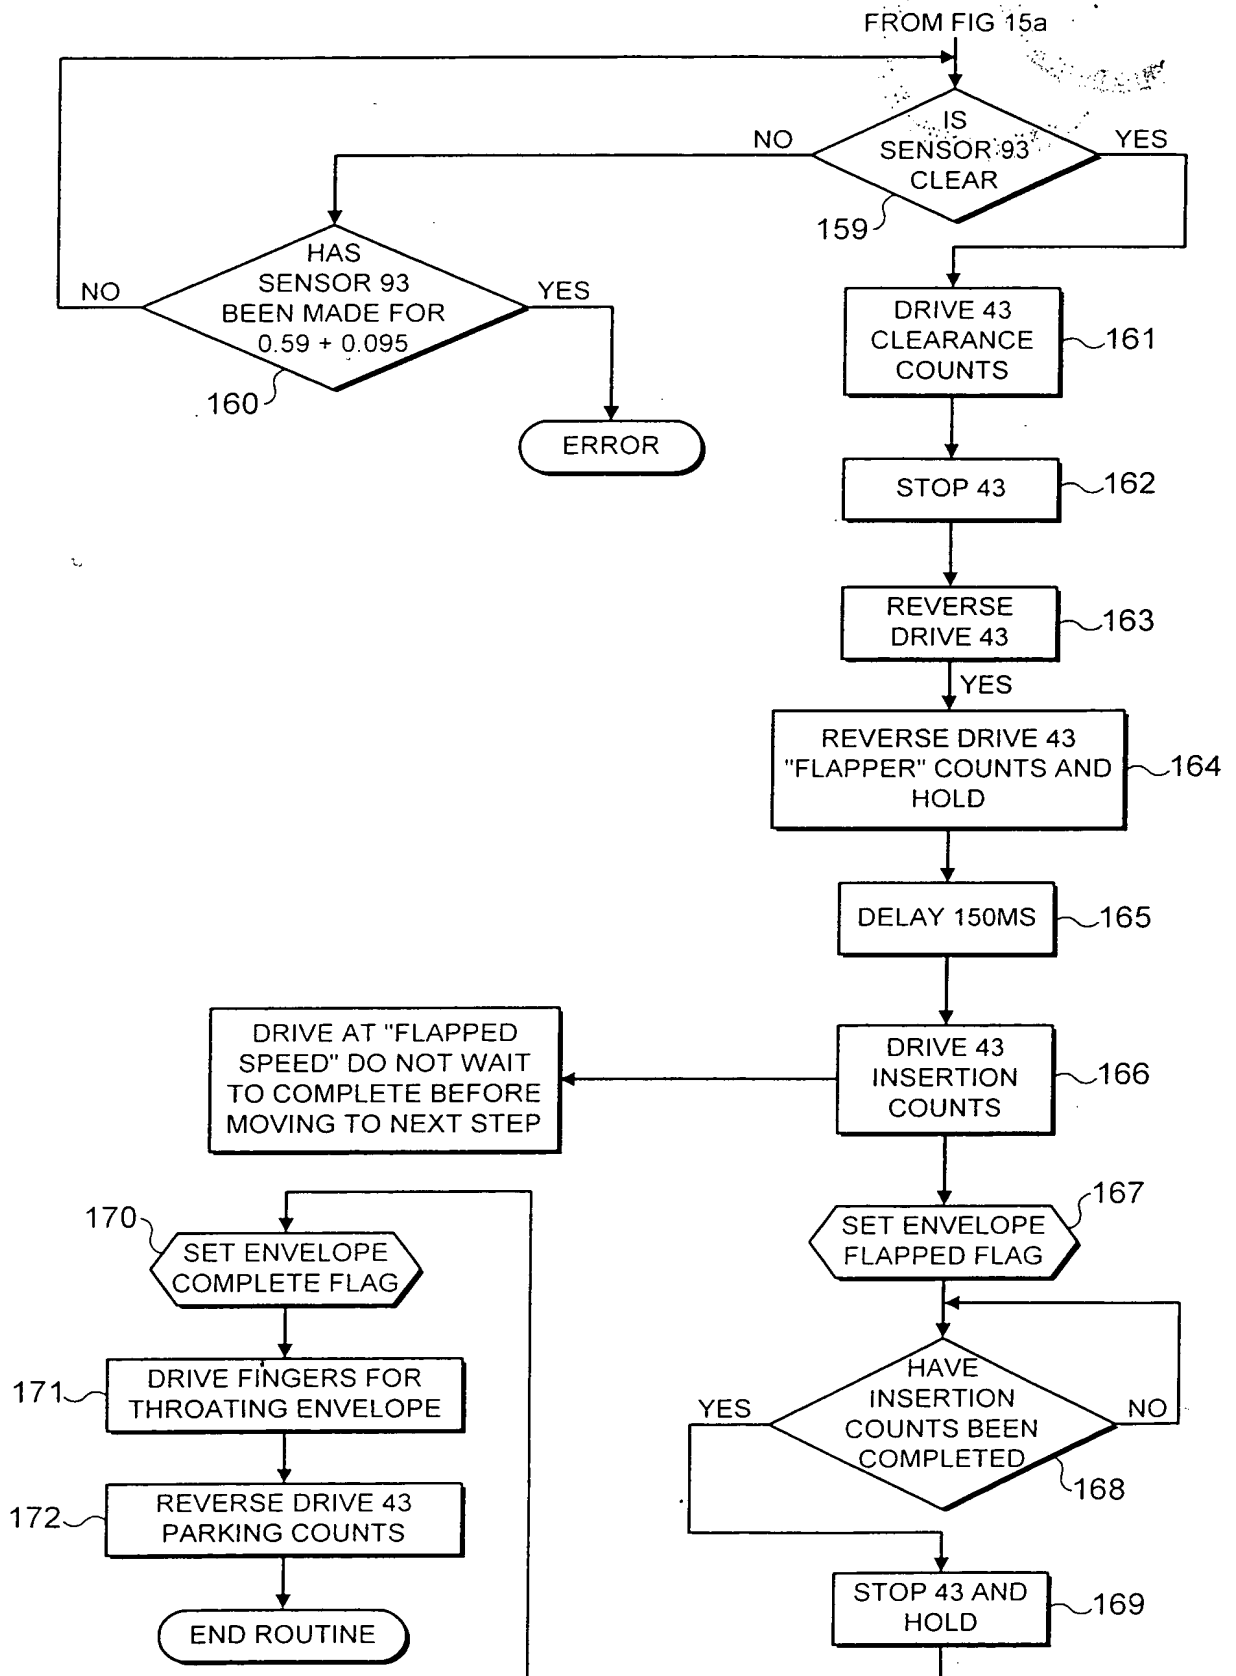 FROM FIG 15a
IS
SENSOR 93
CLEAR
NO
YES
159
HAS
SENSOR 93
BEEN MADE FOR
0.59 + 0.095
NO
YES
160
ERROR
DRIVE 43
CLEARANCE
COUNTS
161
STOP 43
162
REVERSE
DRIVE 43
163
YES
REVERSE DRIVE 43
"FLAPPER" COUNTS AND
HOLD
164
DELAY 150MS
165
DRIVE 43
INSERTION
COUNTS
166
DRIVE AT "FLAPPED
SPEED" DO NOT WAIT
TO COMPLETE BEFORE
MOVING TO NEXT STEP
167
SET ENVELOPE
FLAPPED FLAG
HAVE
INSERTION
COUNTS BEEN
COMPLETED
YES
NO
168
STOP 43 AND
HOLD
169
170
SET ENVELOPE
COMPLETE FLAG
171
DRIVE FINGERS FOR
THROATING ENVELOPE
172
REVERSE DRIVE 43
PARKING COUNTS
END ROUTINE